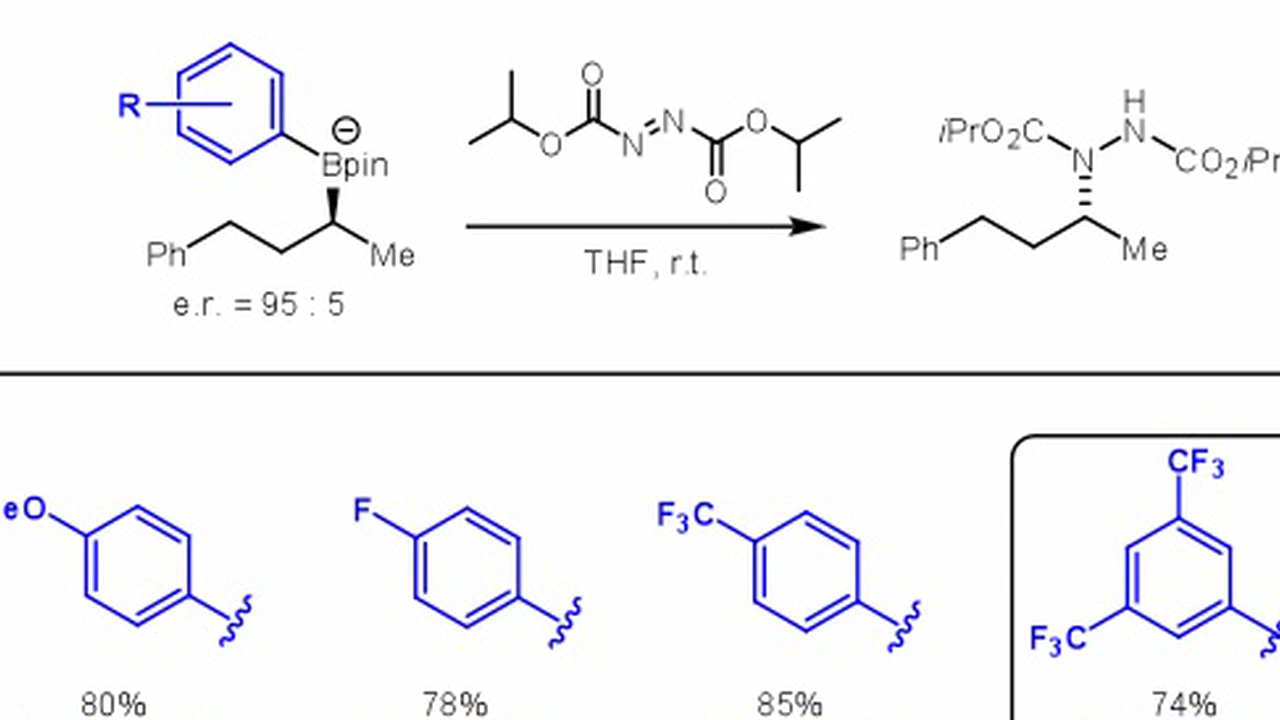 R
⊖
Bpin
Ph
Me
e.r. = 95 : 5
O
O
N
N
O
O
THF, r.t.
H
iPrO2C
N
N
CO2iPr
Ph
Me
eO
F
F3C
CF3
F3C
80%
78%
85%
74%